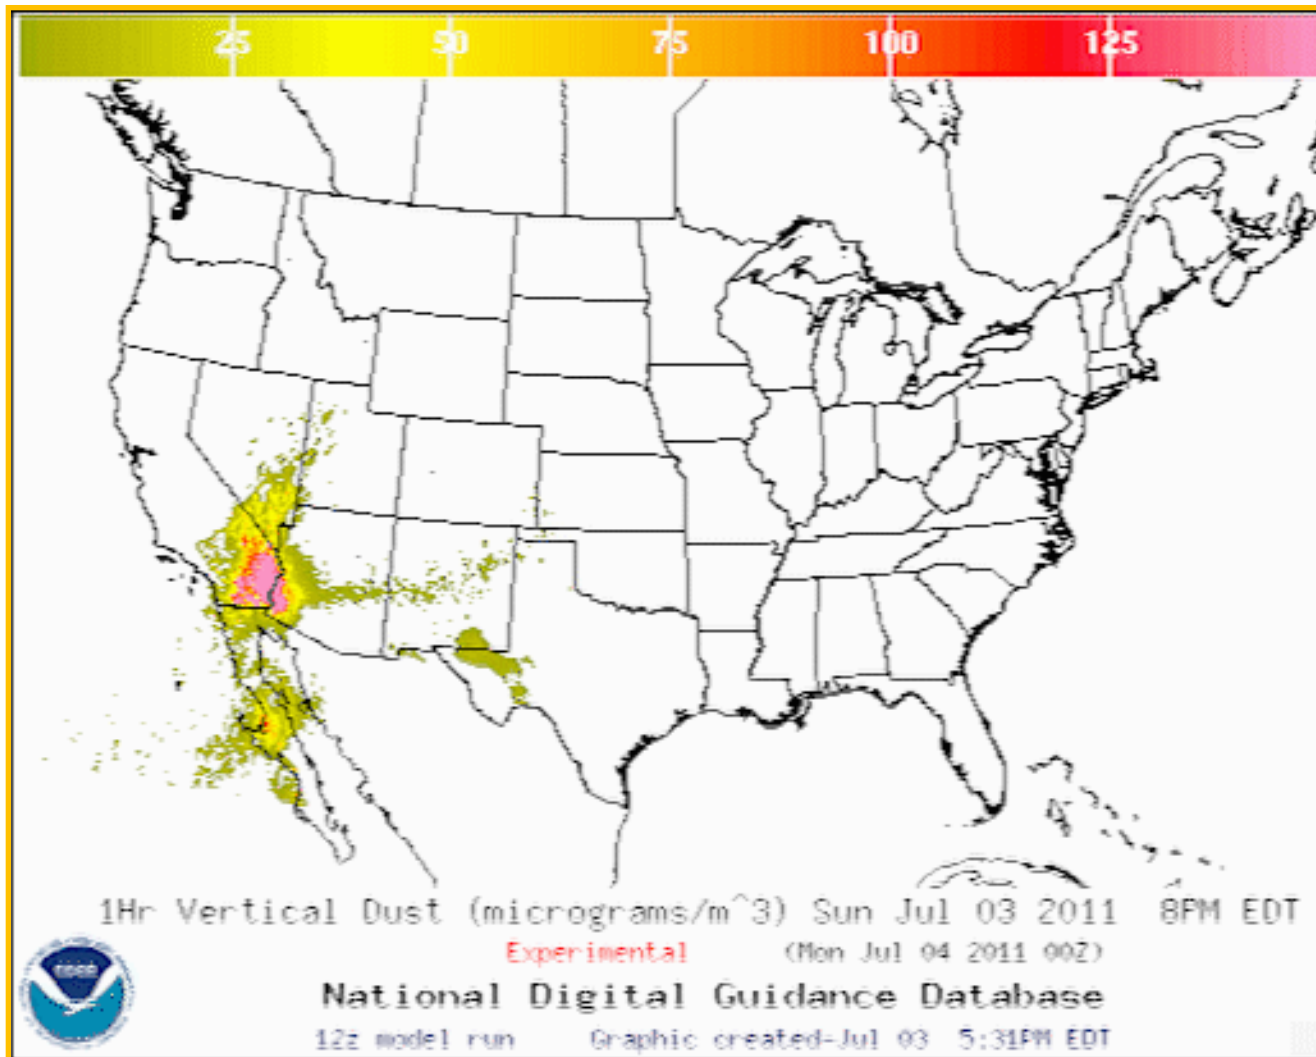 25 50 75 100 125
1Hr Vertical Dust (micrograms/m^3) Sun Jul 03 2011 8PM EDT
Experimental (Mon Jul 04 2011 00Z)
National Digital Guidance Database
12z model run Graphic created-Jul 03 5:31PM EDT